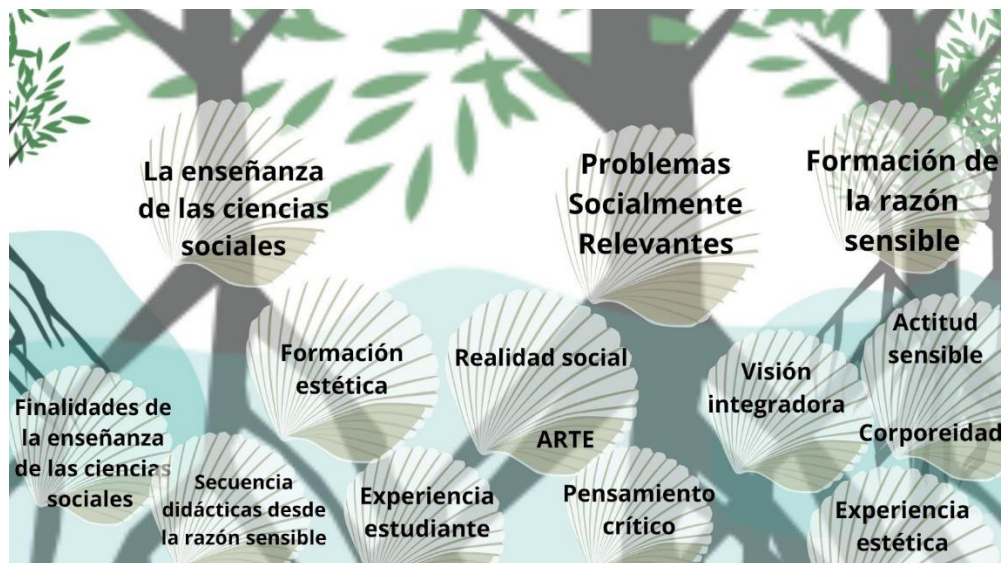 La enseñanza
de las ciencias
sociales
Problemas
Socialmente
Relevantes
Formación de
la razón
sensible
Formación
estética
Realidad social
ARTE
Visión
integradora
Actitud
sensible
Corporeidad
Finalidades de
la enseñanza
de las ciencias
sociales
Secuencia
didácticas desde
la razón sensible
Experiencia
estudiante
Pensamiento
crítico
Experiencia
estética